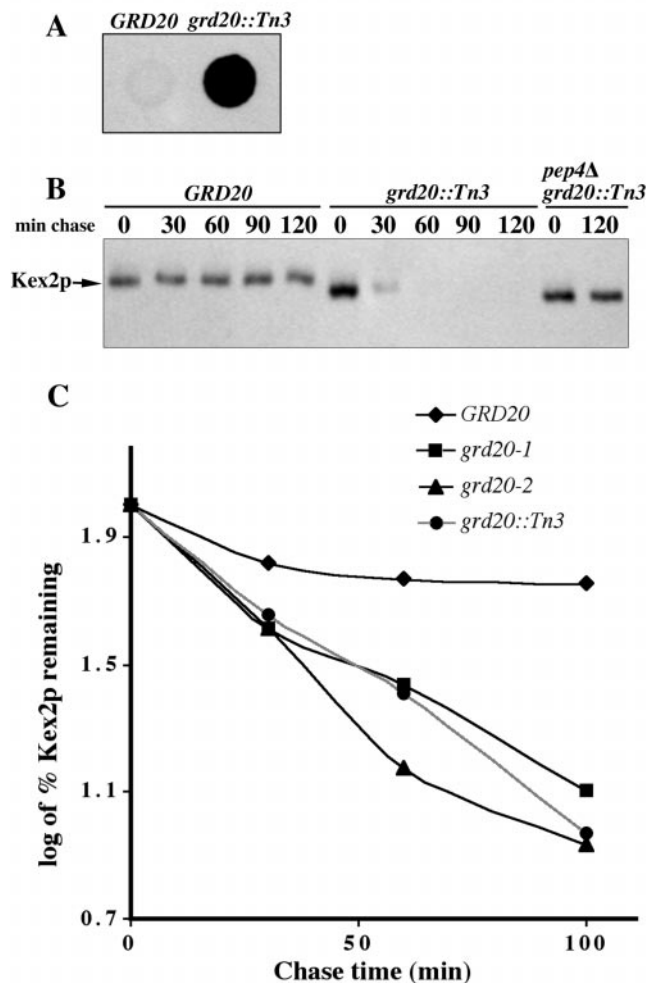 A
GRD20 grd20::Tn3
B
GRD20 grd20::Tn3 pep4Δ grd20::Tn3
min chase 0 30 60 90 120 0 30 60 90 120 0 120
Kex2p
C
GRD20
grd20-1
grd20-2
grd20::Tn3
log of % Kex2p remaining
1.9
1.5
1.1
0.7
0 50 100
Chase time (min)